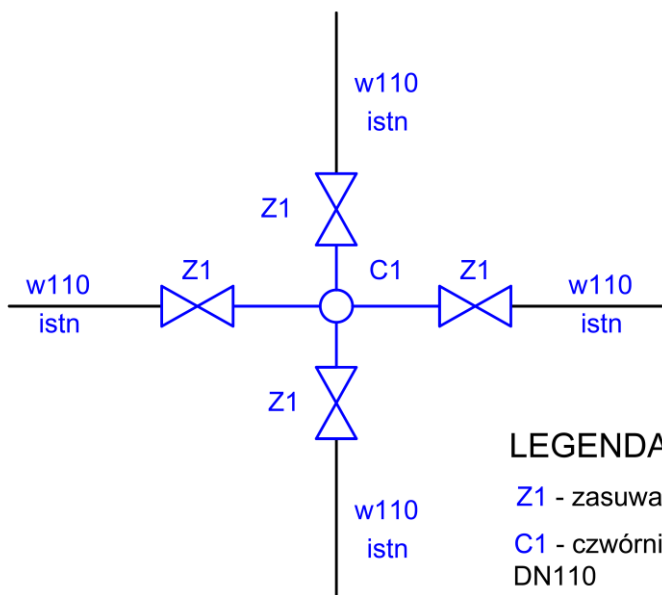 w110
istn
Z1
w110
istn
Z1
C1
Z1
w110
istn
Z1
w110
istn
LEGENDA
Z1 - zasuwa
C1 - czwórni
DN110